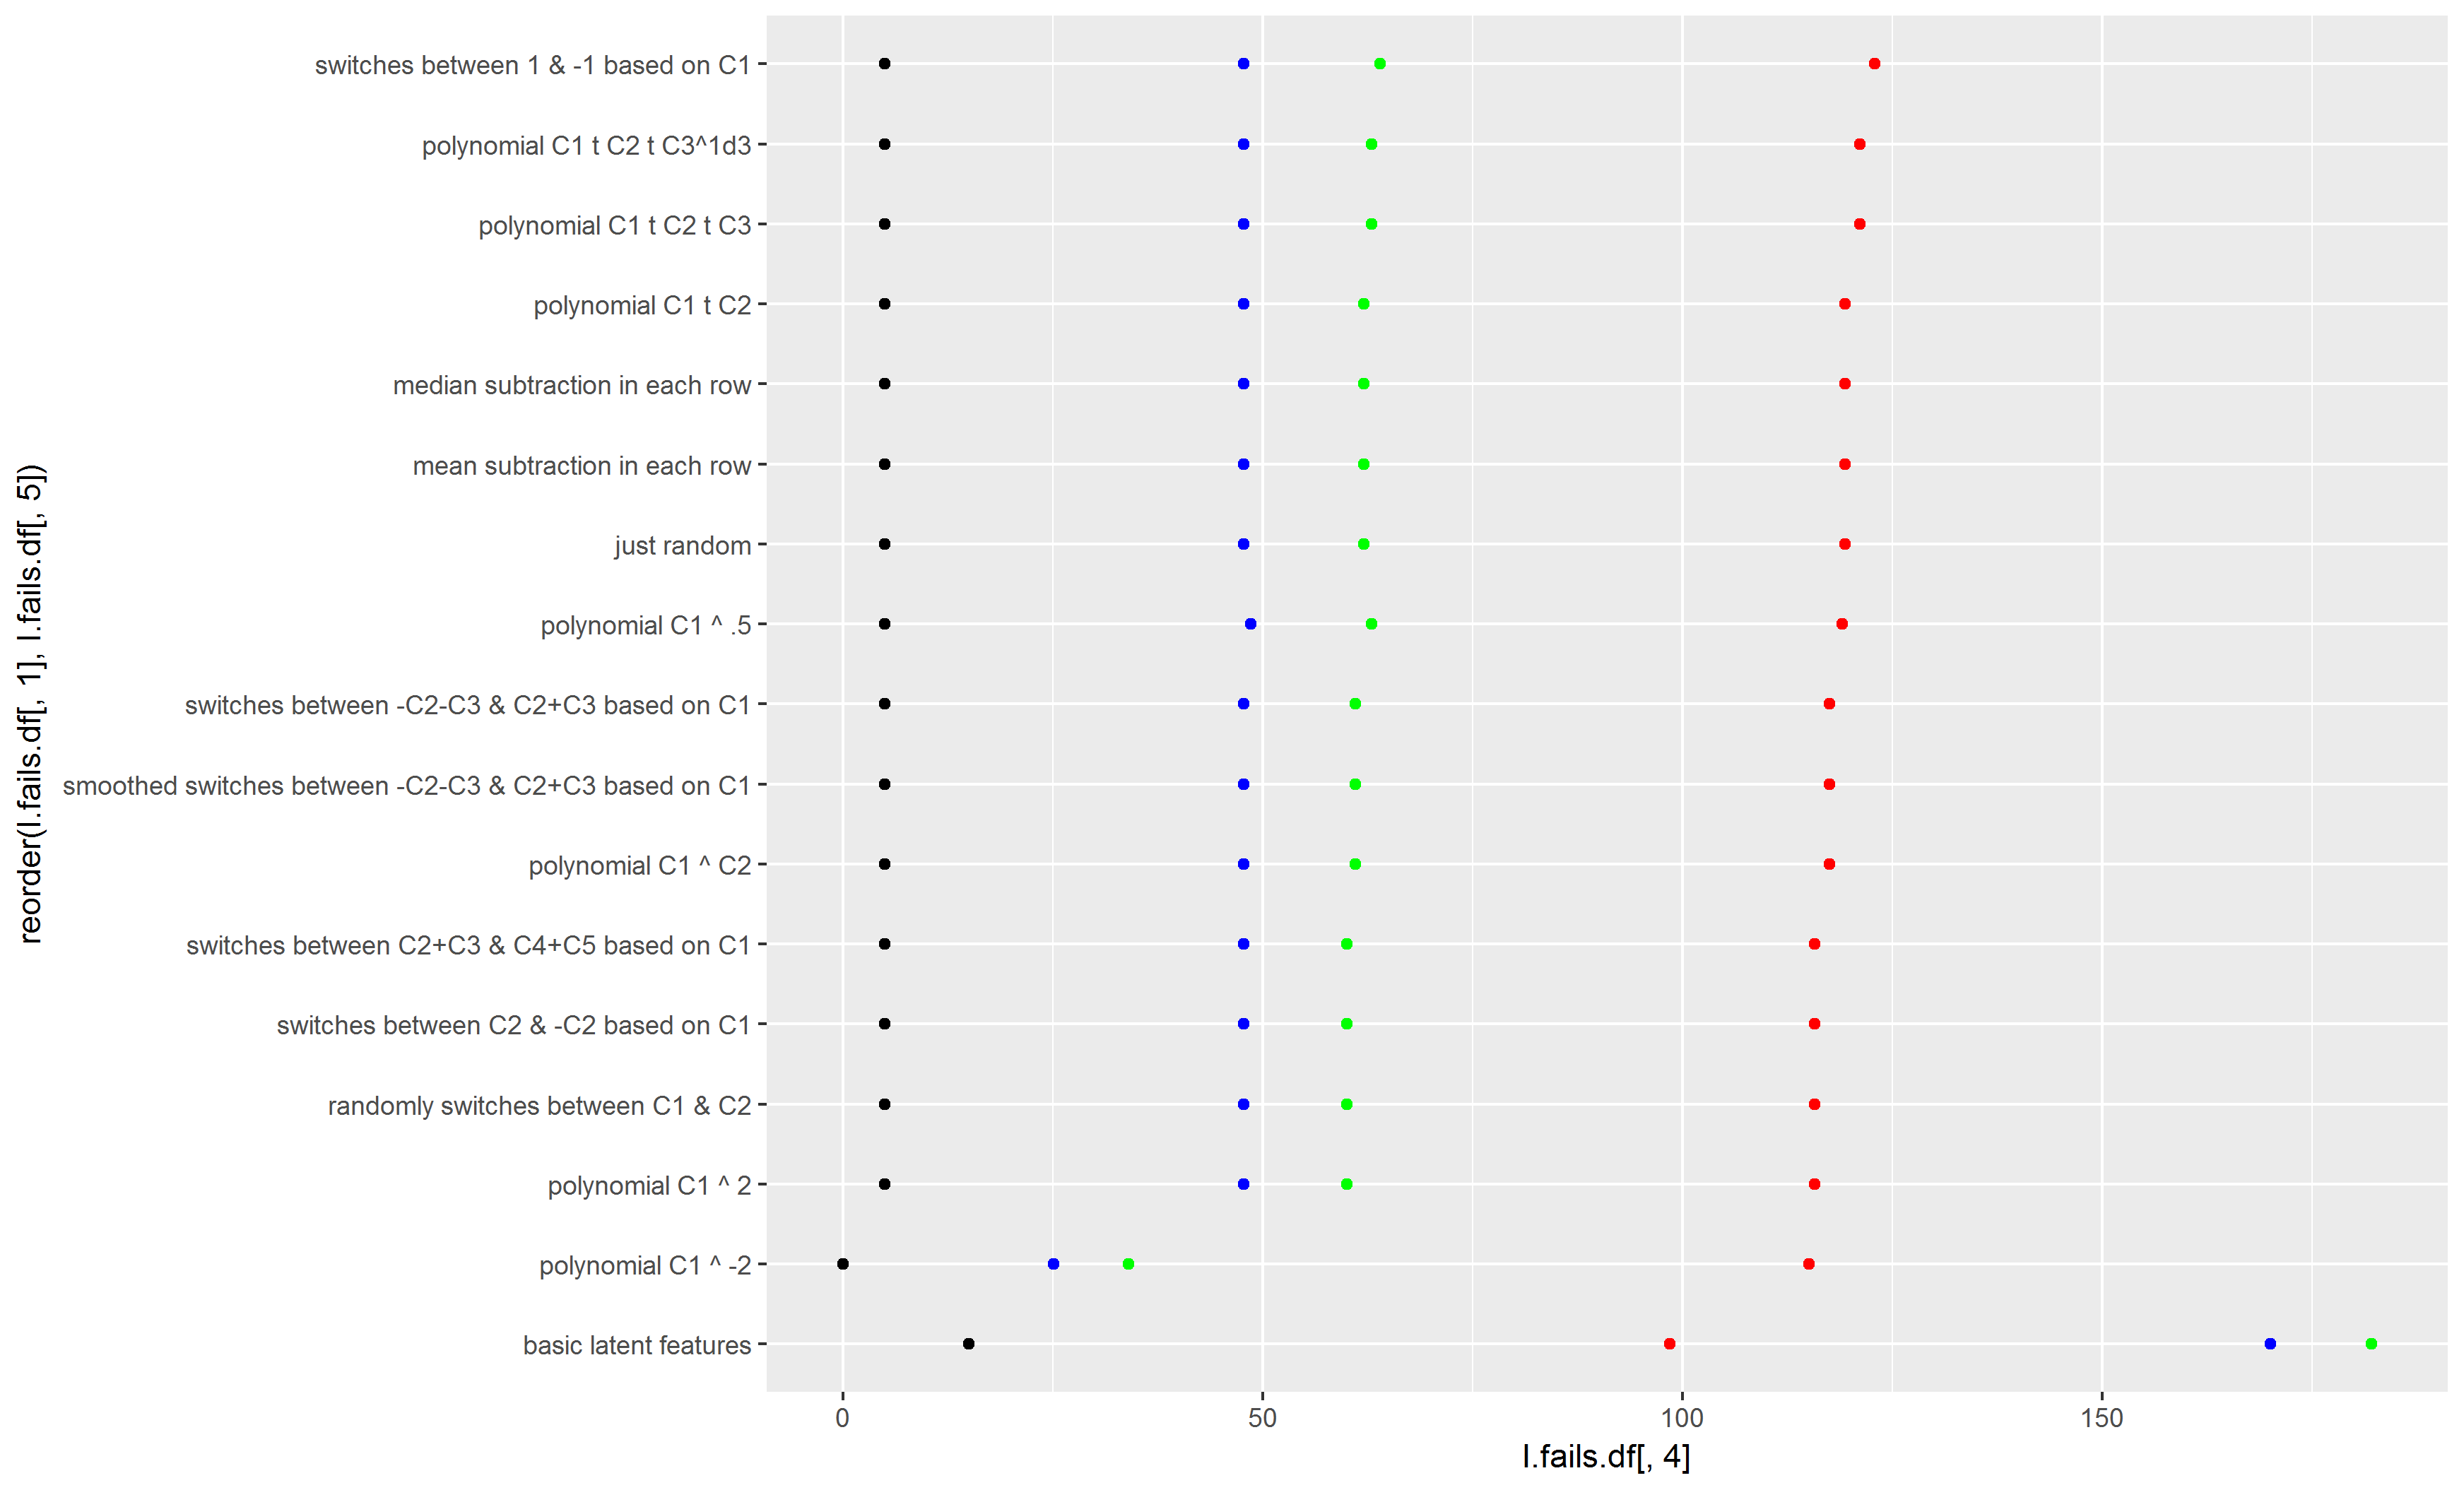 switches between 1 & -1 based on C1
polynomial C1 t C2 t C3^1d3
polynomial C1 t C2 t C3
polynomial C1 t C2
median subtraction in each row
mean subtraction in each row
just random
polynomial C1 ^ .5
switches between -C2-C3 & C2+C3 based on C1
smoothed switches between -C2-C3 & C2+C3 based on C1
polynomial C1 ^ C2
switches between C2+C3 & C4+C5 based on C1
switches between C2 & -C2 based on C1
randomly switches between C1 & C2
polynomial C1 ^ 2
polynomial C1 ^ -2
basic latent features
reorder(l.fails.df[, 1], l.fails.df[, 5])
0 50 100 150
l.fails.df[, 4]